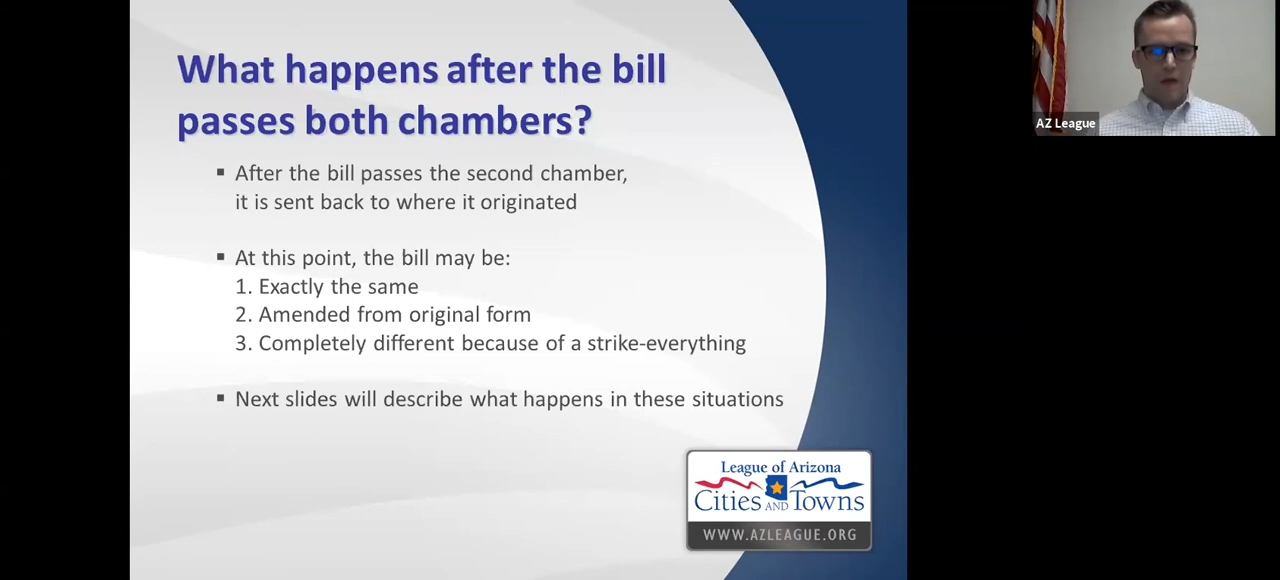 What happens after the bill
passes both chambers?
▪ After the bill passes the second chamber,
it is sent back to where it originated
▪ At this point, the bill may be:
1. Exactly the same
2. Amended from original form
3. Completely different because of a strike-everything
▪ Next slides will describe what happens in these situations
League of Arizona
Cities AND Towns
WWW.AZLEAGUE.ORG
AZ League